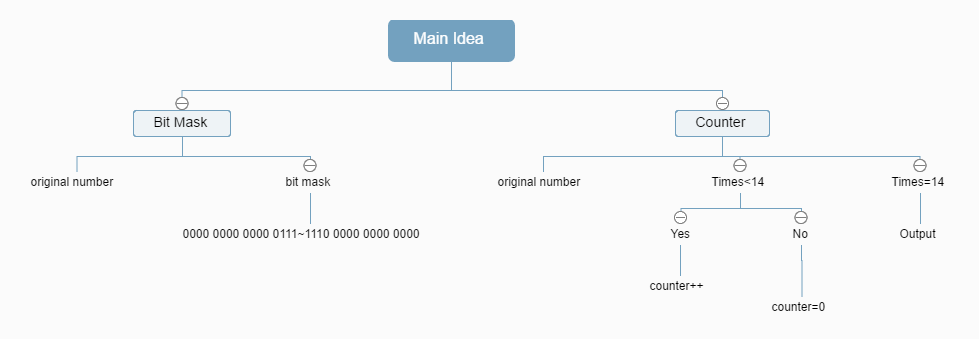 Main Idea
Bit Mask
Counter
original number
bit mask
original number
Times<14
Times=14
0000 0000 0000 0111~1110 0000 0000 0000
Yes
No
Output
counter++
counter=0